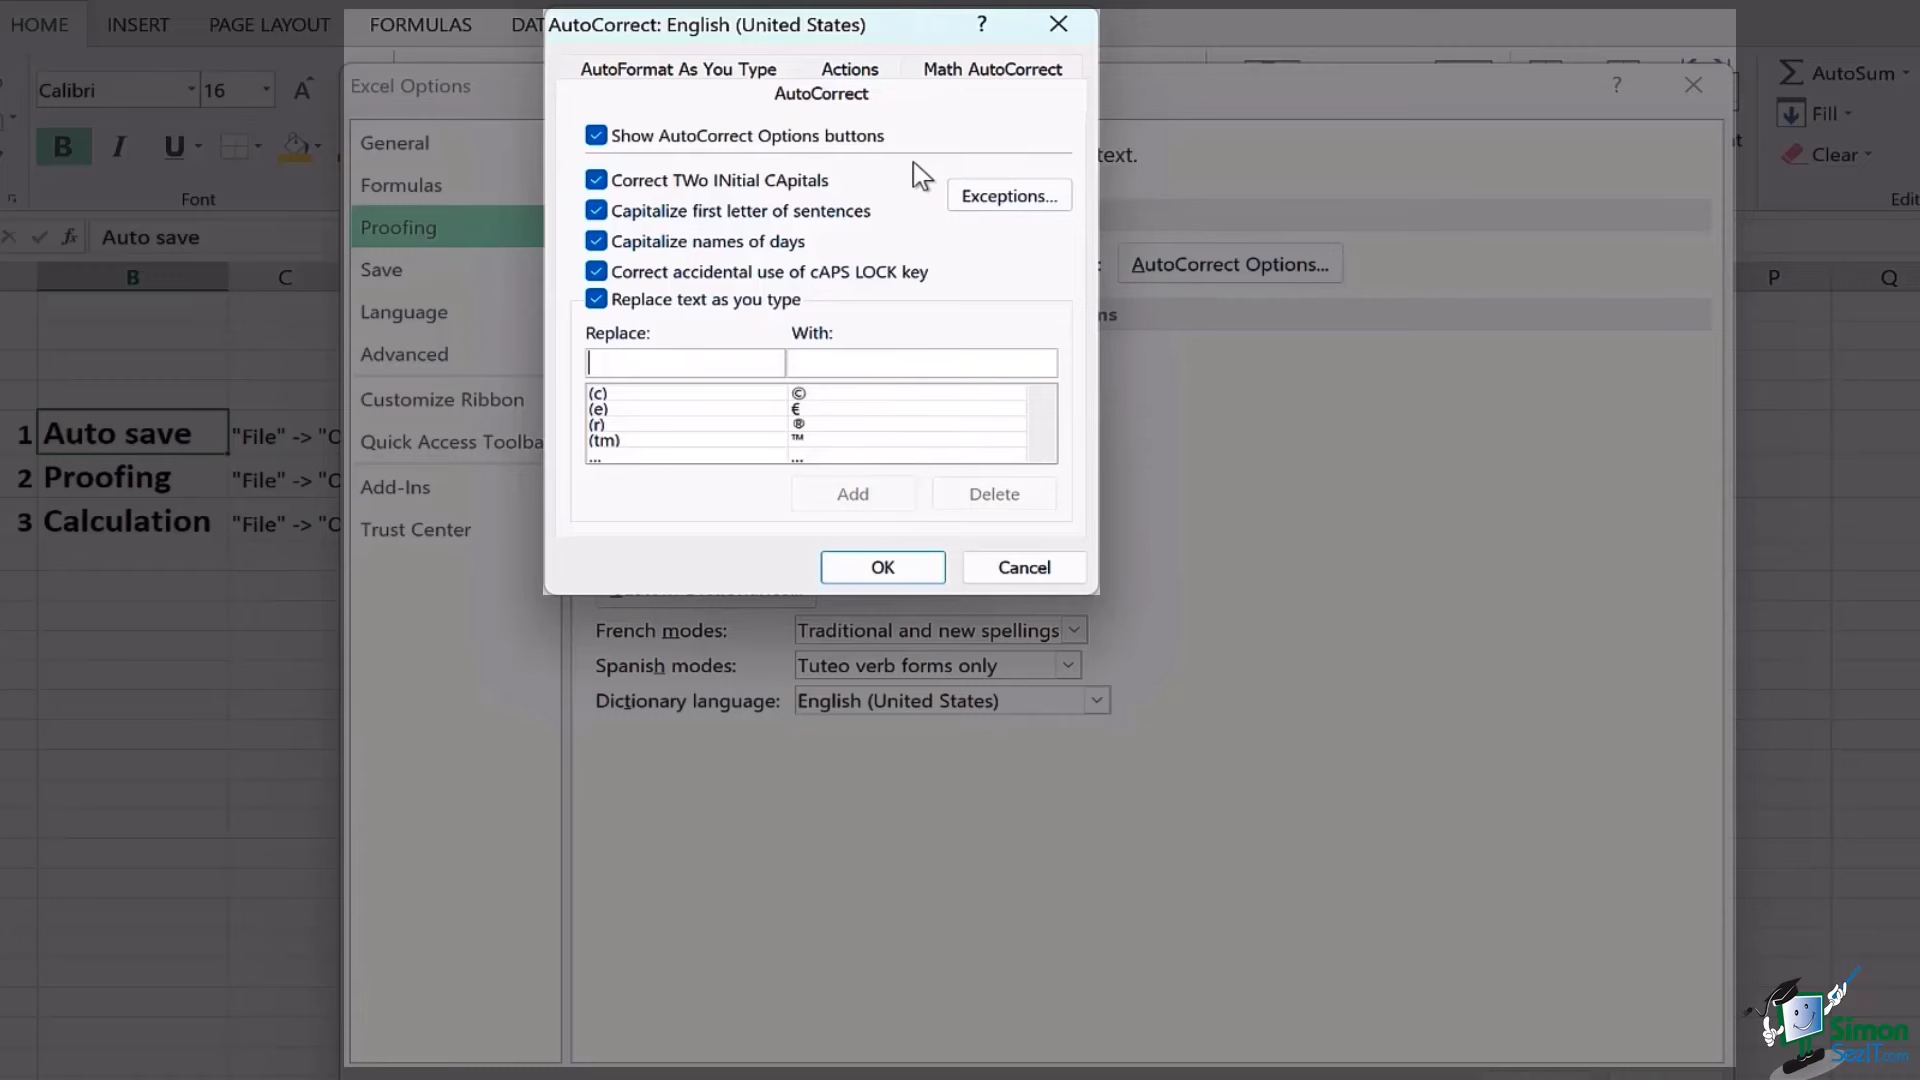 HOME INSERT PAGE LAYOUT FORMULAS
AutoCorrect: English (United States) ?
Calibri 16
B I U
Font
AutoSum
Fill
Clear
fx Auto save
B C P Q
1 Auto save "File" ->
2 Proofing "File" ->
3 Calculation "File" ->
Excel Options ?
General
Formulas
Proofing
Save
Language
Advanced
Customize Ribbon
Quick Access
Add-Ins
Trust Center
AutoFormat As You Type Actions Math AutoCorrect
AutoCorrect
Show AutoCorrect Options buttons
Correct TWo INitial CApitals
Exceptions...
Capitalize first letter of sentences
Capitalize names of days
Correct accidental use of cAPS LOCK key
Replace text as you type
Replace: With:
(c) ©
(e) €
(r) ®
(tm) ™
... ...
Add Delete
OK Cancel
text.
AutoCorrect Options...
French modes: Traditional and new spellings
Spanish modes: Tuteo verb forms only
Dictionary language: English (United States)
Simon
SezIT.com